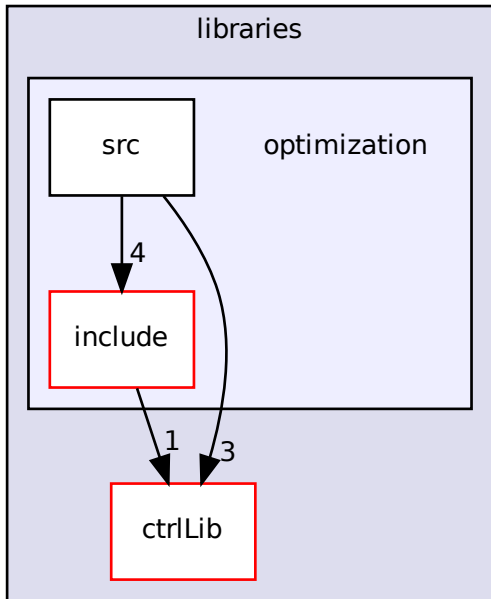 libraries
src
optimization
4
include
1
3
ctrlLib